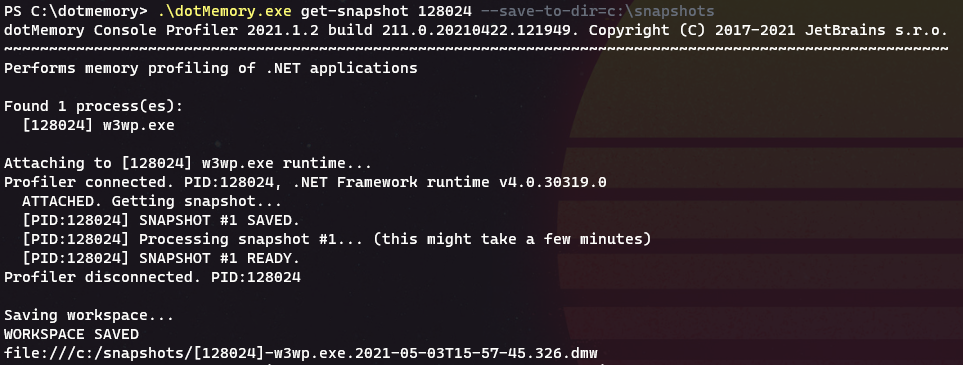 PS C:\dotmemory> .\dotMemory.exe get-snapshot 128024 --save-to-dir=c:\snapshots
dotMemory Console Profiler 2021.1.2 build 211.0.20210422.121949. Copyright (C) 2017-2021 JetBrains s.r.o.
~~~~~~~~~~~~~~~~~~~~~~~~~~~~~~~~~~~~~~~~~~~~~~~~~~~~~~~~~~~~~~~~~~~~~~~~~~~~~~~~~~~~~~~~~~~~~~~~~~~~~~~~~
Performs memory profiling of .NET applications
Found 1 process(es):
[128024] w3wp.exe
Attaching to [128024] w3wp.exe runtime...
Profiler connected. PID:128024, .NET Framework runtime v4.0.30319.0
ATTACHED. Getting snapshot...
[PID:128024] SNAPSHOT #1 SAVED.
[PID:128024] Processing snapshot #1... (this might take a few minutes)
[PID:128024] SNAPSHOT #1 READY.
Profiler disconnected. PID:128024
Saving workspace...
WORKSPACE SAVED
file:///c:/snapshots/[128024]-w3wp.exe.2021-05-03T15-57-45.326.dmw